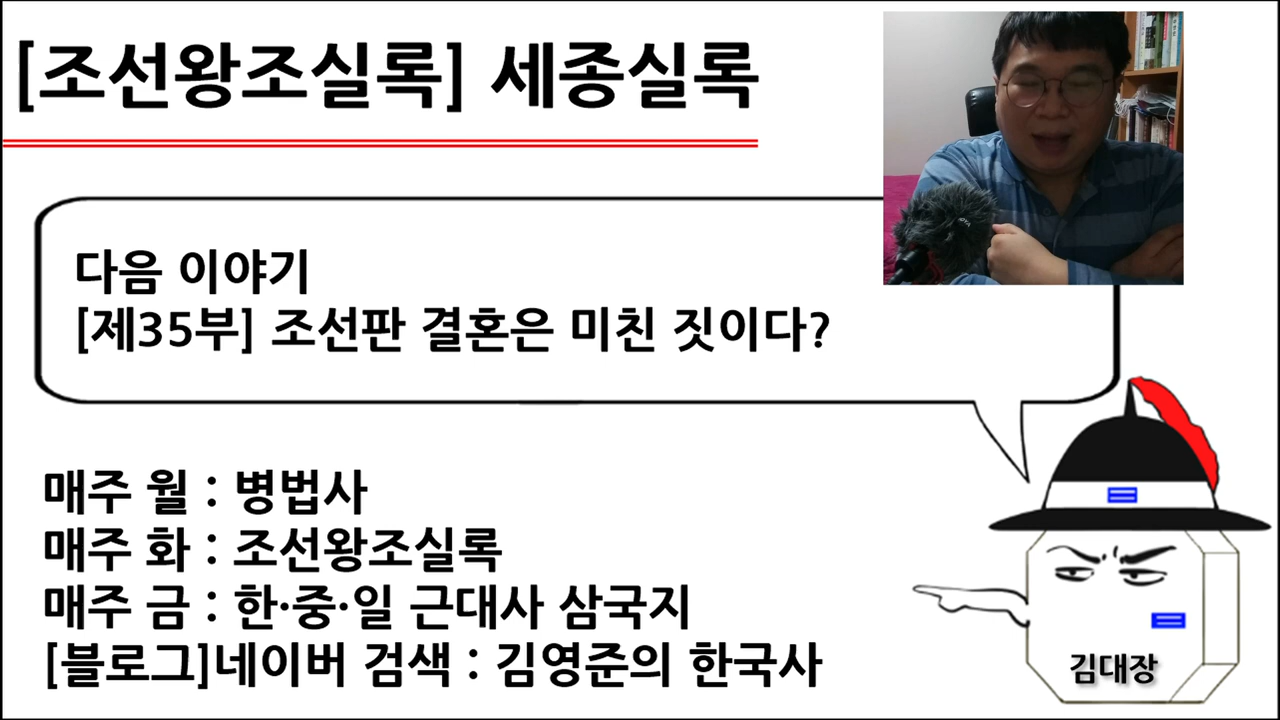 [조선왕조실록] 세종실록
다음 이야기
[제35부] 조선판 결혼은 미친 짓이다?
매주 월 : 병법사
매주 화 : 조선왕조실록
매주 금 : 한·중·일 근대사 삼국지
[블로그]네이버 검색 : 김영준의 한국사
김대장